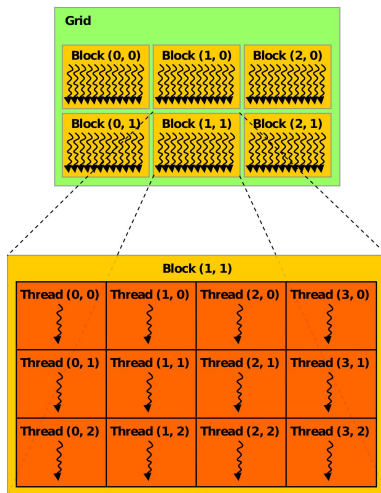 Grid
Block (0, 0) Block (1, 0) Block (2, 0)
Block (0, 1) Block (1, 1) Block (2, 1)
Block (1, 1)
Thread (0, 0) Thread (1, 0) Thread (2, 0) Thread (3, 0)
Thread (0, 1) Thread (1, 1) Thread (2, 1) Thread (3, 1)
Thread (0, 2) Thread (1, 2) Thread (2, 2) Thread (3, 2)